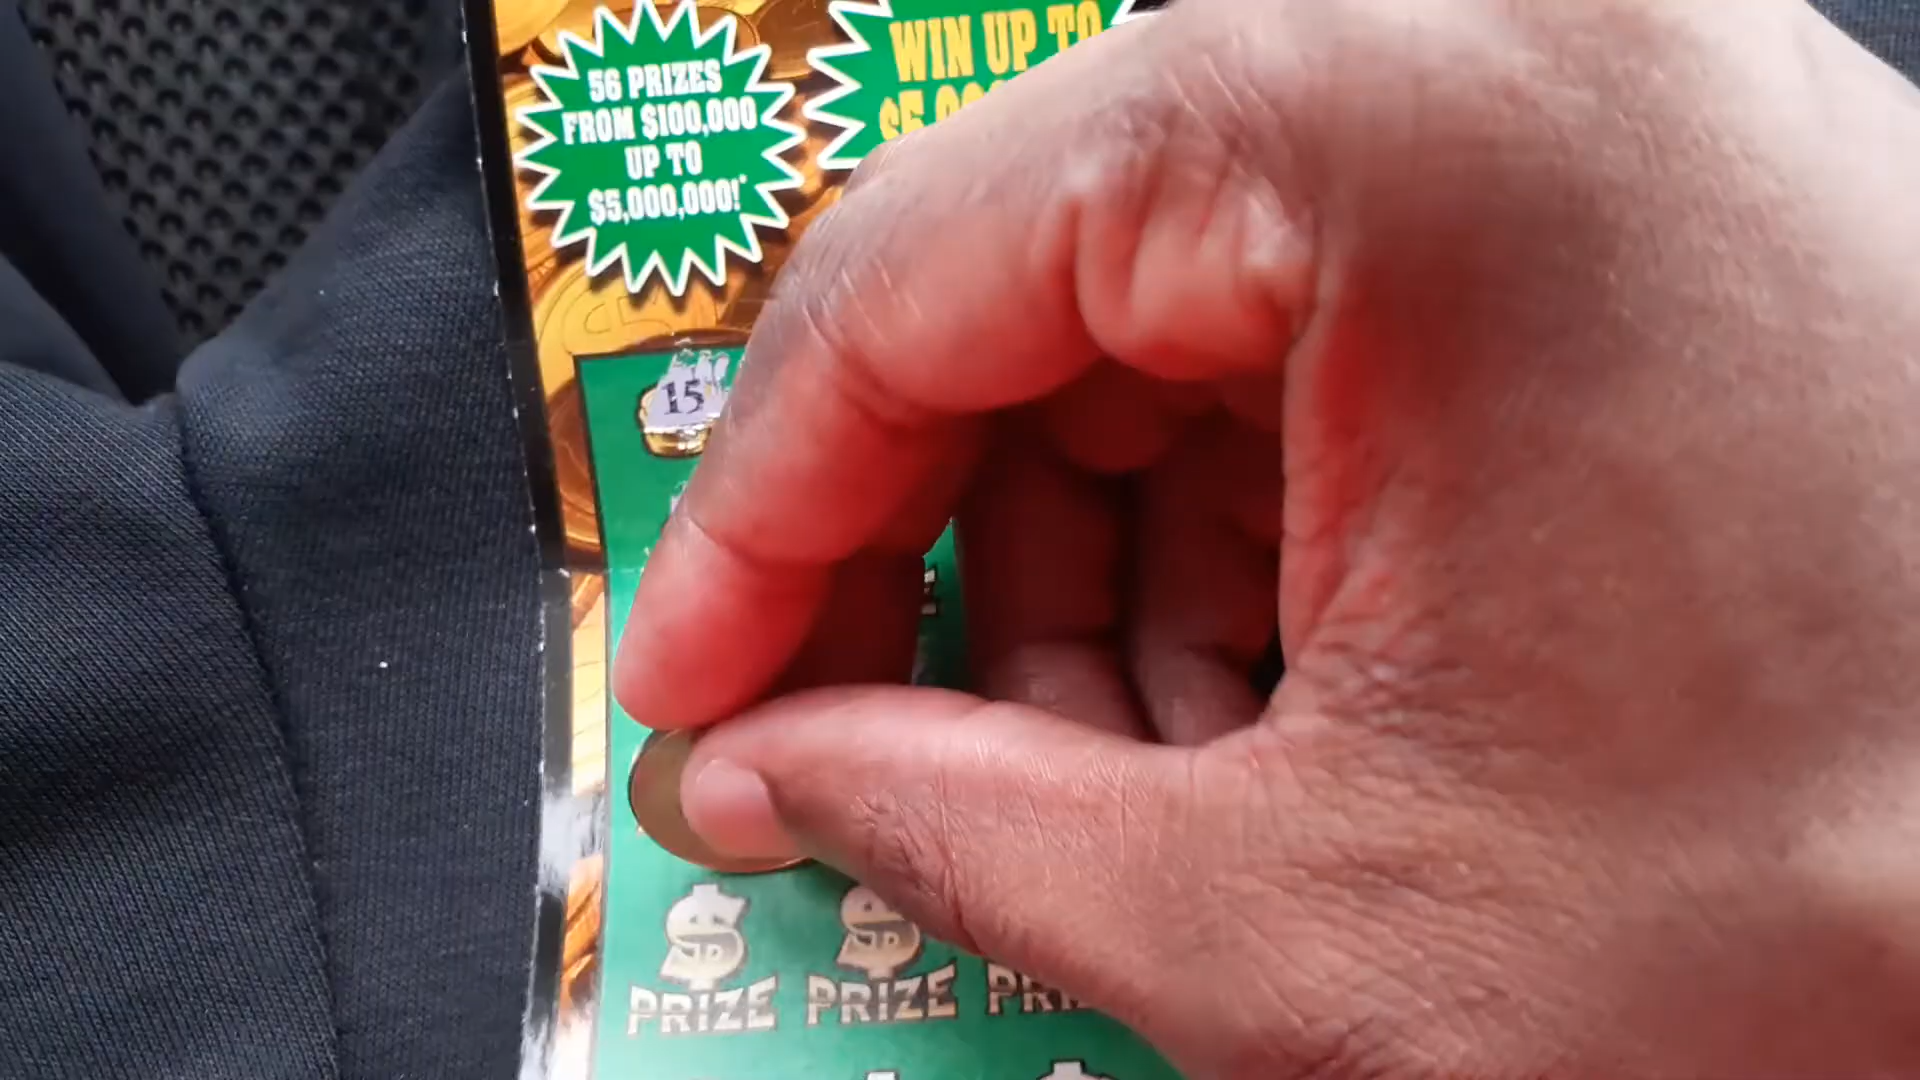 56 PRIZES
FROM $100,000
UP TO
$5,000,000!*
WIN UP TO
15
PRIZE PRIZE